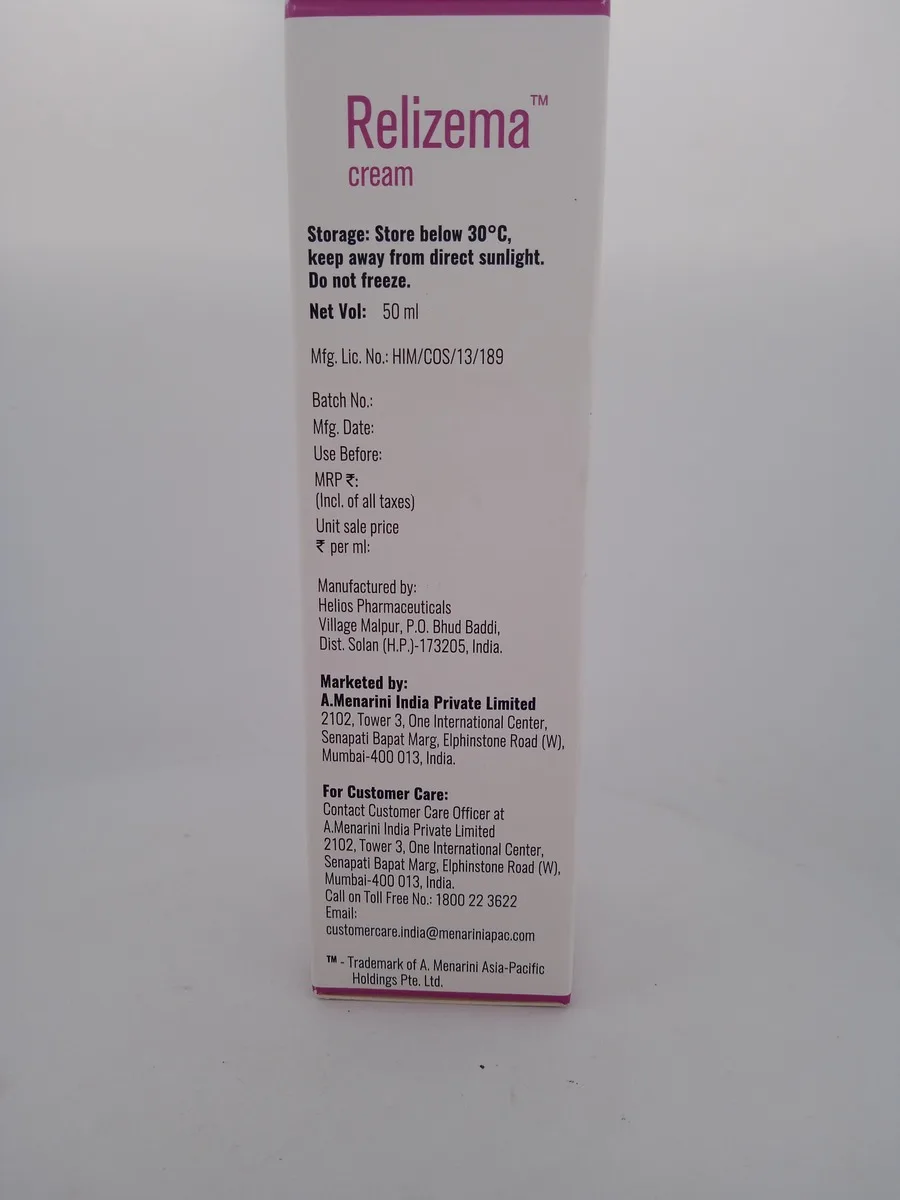 Relizema™
cream
Storage: Store below 30°C,
keep away from direct sunlight.
Do not freeze.
Net Vol: 50 ml
Mfg. Lic. No.: HIM/COS/13/189
Batch No.:
Mfg. Date:
Use Before:
MRP ₹:
(Incl. of all taxes)
Unit sale price
₹ per ml:
Manufactured by:
Helios Pharmaceuticals
Village Malpur, P.O. Bhud Baddi,
Dist. Solan (H.P.)-173205, India.
Marketed by:
A.Menarini India Private Limited
2102, Tower 3, One International Center,
Senapati Bapat Marg, Elphinstone Road (W),
Mumbai-400 013, India.
For Customer Care:
Contact Customer Care Officer at
A.Menarini India Private Limited
2102, Tower 3, One International Center,
Senapati Bapat Marg, Elphinstone Road (W),
Mumbai-400 013, India.
Call on Toll Free No.: 1800 22 3622
Email:
customercare.india@menariniapac.com
™ - Trademark of A. Menarini Asia-Pacific
Holdings Pte. Ltd.